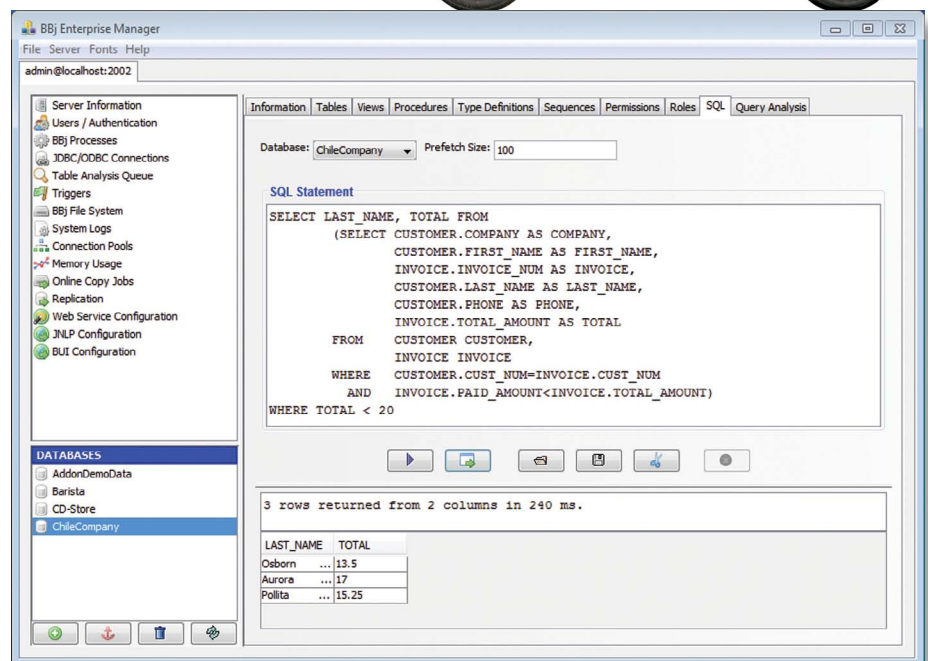 BBj Enterprise Manager
File Server Fonts Help
admin@localhost:2002
Server Information
Users / Authentication
BBj Processes
JDBC/ODBC Connections
Table Analysis Queue
Triggers
BBj File System
System Logs
Connection Pools
Memory Usage
Online Copy Jobs
Replication
Web Service Configuration
JNLP Configuration
BUI Configuration
DATABASES
AddonDemoData
Barista
CD-Store
ChileCompany
Information Tables Views Procedures Type Definitions Sequences Permissions Roles SQL Query Analysis
Database: ChileCompany Prefetch Size: 100
SQL Statement
SELECT LAST_NAME, TOTAL FROM
(SELECT CUSTOMER.COMPANY AS COMPANY,
CUSTOMER.FIRST_NAME AS FIRST_NAME,
INVOICE.INVOICE_NUM AS INVOICE,
CUSTOMER.LAST_NAME AS LAST_NAME,
CUSTOMER.PHONE AS PHONE,
INVOICE.TOTAL_AMOUNT AS TOTAL
FROM CUSTOMER CUSTOMER,
INVOICE INVOICE
WHERE CUSTOMER.CUST_NUM=INVOICE.CUST_NUM
AND INVOICE.PAID_AMOUNT<INVOICE.TOTAL_AMOUNT)
WHERE TOTAL < 20
3 rows returned from 2 columns in 240 ms.
LAST_NAME TOTAL
Osborn ... 13.5
Aurora ... 17
Pollita ... 15.25